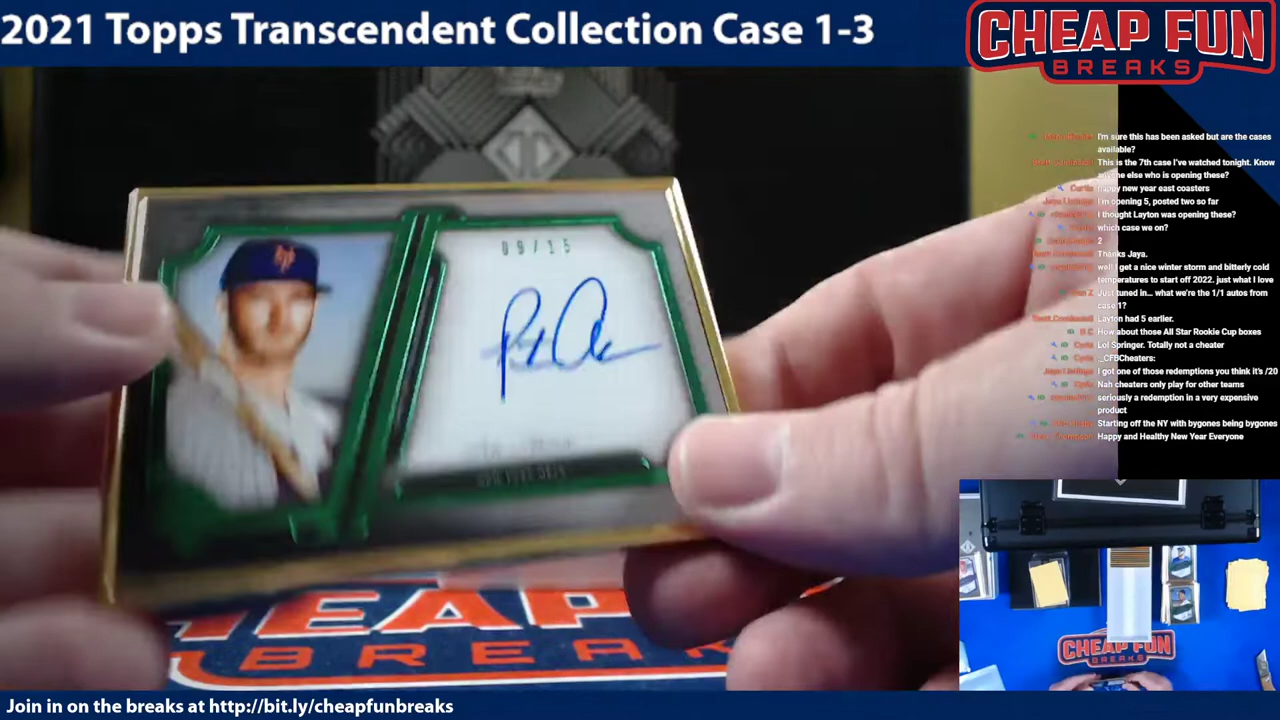 2021 Topps Transcendent Collection Case 1-3
CHEAP FUN
BREAKS
09/15
NEW YORK METS
I'm sure this has been asked but are the cases
available?
This is the 7th case I've watched tonight. Know
anyone else who is opening these?
Curtis happy new year east coasters
I'm opening 5, posted two so far
I thought Layton was opening these?
which case we on?
2
Thanks Jaya.
well I get a nice winter storm and bitterly cold
temperatures to start off 2022. just what I love
Just tuned in... what we're the 1/1 autos from
case 1?
Layton had 5 earlier.
How about those All Star Rookie Cup boxes
Lol Springer. Totally not a cheater
_CFBCheaters:
I got one of those redemptions you think it's /20
Nah cheaters only play for other teams
seriously a redemption in a very expensive
product
Starting off the NY with bygones being bygones
Happy and Healthy New Year Everyone
CHEAP FUN
BREAKS
HEAP
BREA
Join in on the breaks at http://bit.ly/cheapfunbreaks